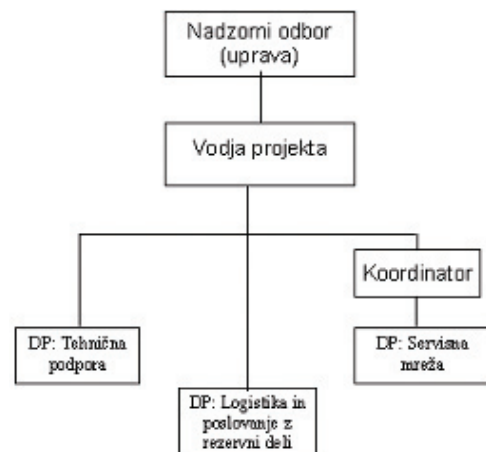 Nadzorni odbor
(uprava)
Vodja projekta
Koordinator
DP: Tehnična
podpora
DP: Servisna
mreža
DP: Logistika in
poslovanje z
rezervni deli